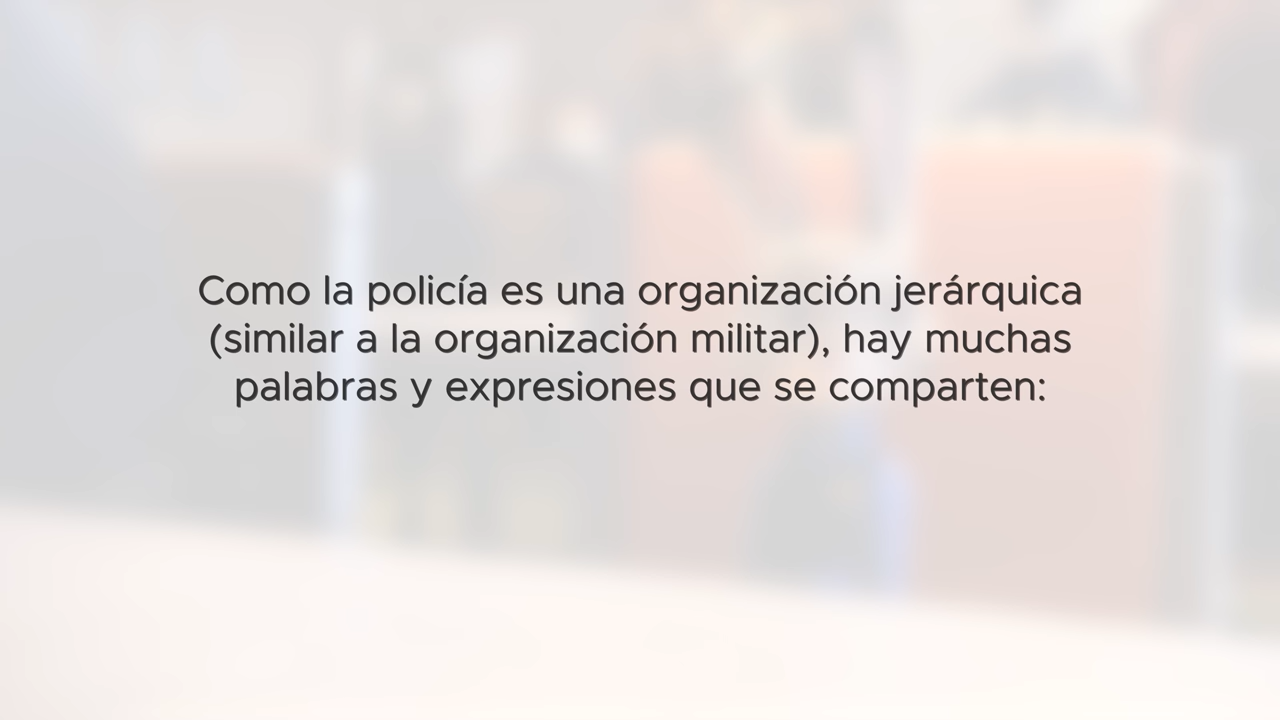 Como la policía es una organización jerárquica
(similar a la organización militar), hay muchas
palabras y expresiones que se comparten: